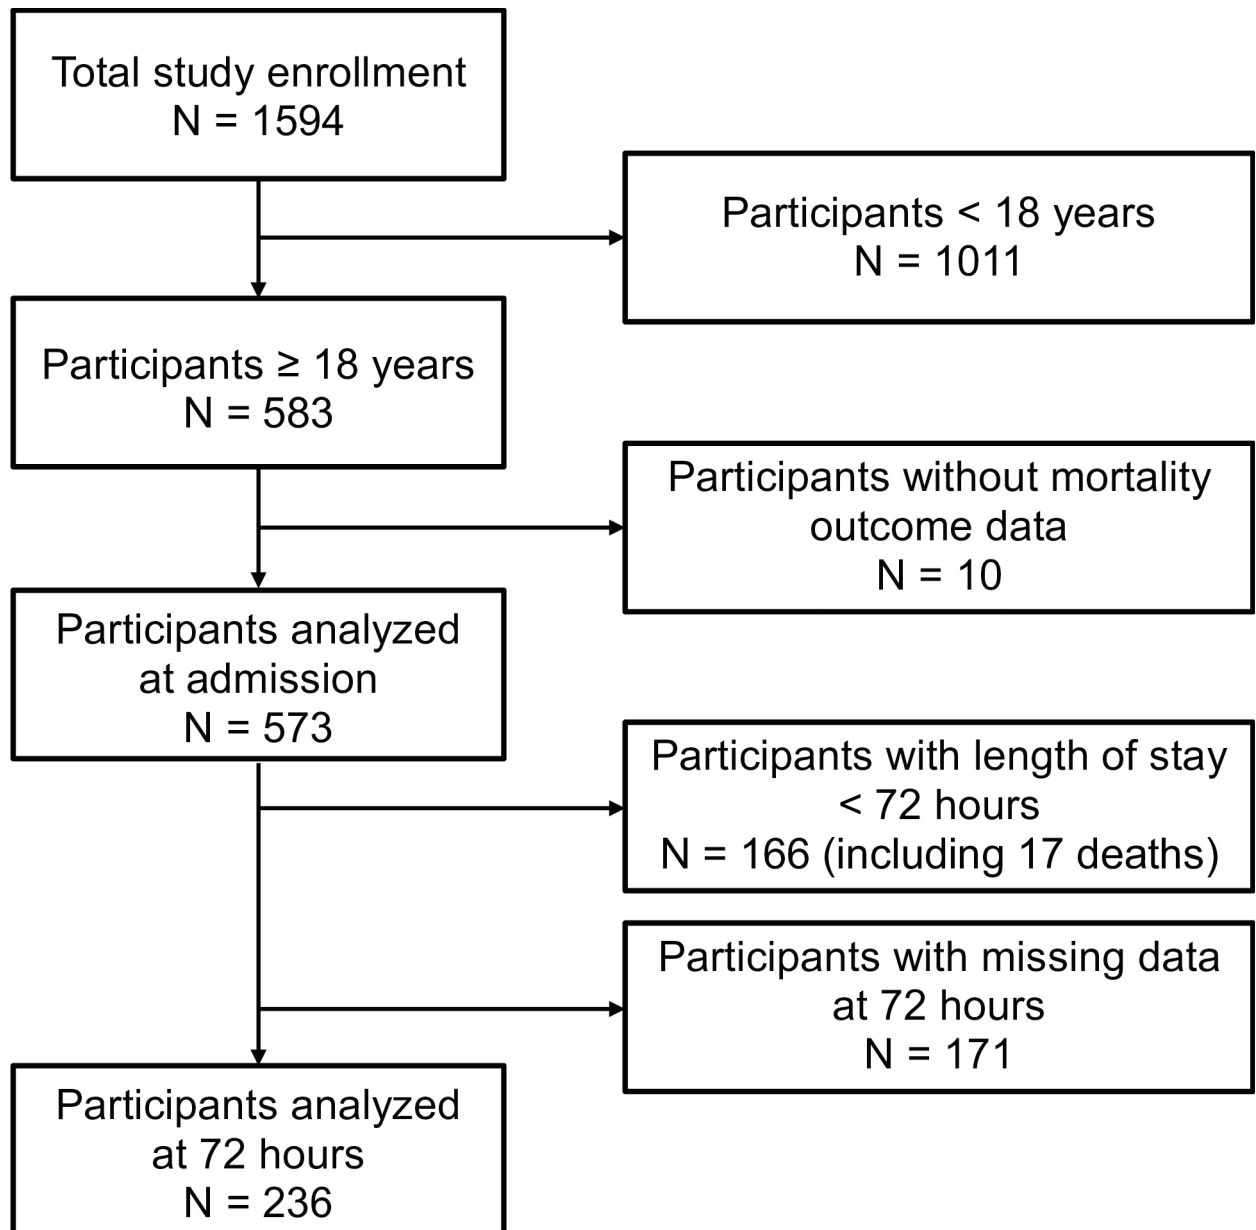 Total study enrollment
N = 1594
Participants < 18 years
N = 1011
Participants ≥ 18 years
N = 583
Participants without mortality
outcome data
N = 10
Participants analyzed
at admission
N = 573
Participants with length of stay
< 72 hours
N = 166 (including 17 deaths)
Participants with missing data
at 72 hours
N = 171
Participants analyzed
at 72 hours
N = 236